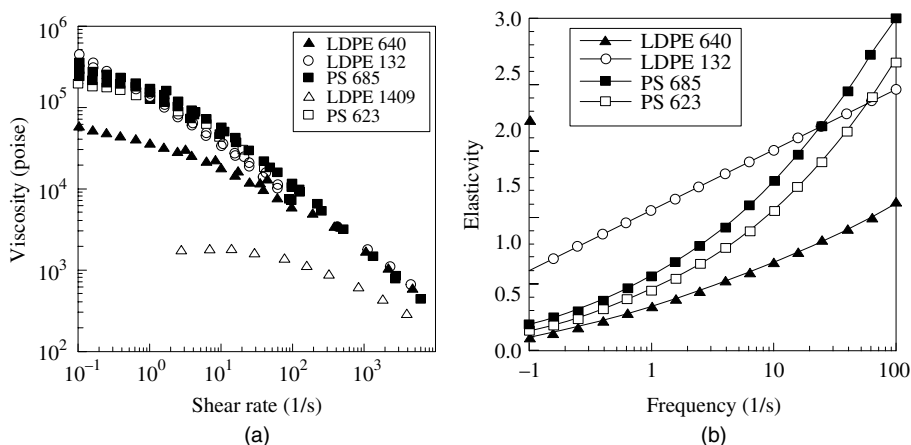 10^6
10^5
10^4
10^3
10^2
Viscosity (poise)
LDPE 640
LDPE 132
PS 685
LDPE 1409
PS 623
10^−1
10^0
10^1
10^2
10^3
Shear rate (1/s)
(a)
3.0
2.5
2.0
1.5
1.0
0.5
0.0
Elasticvity
LDPE 640
LDPE 132
PS 685
PS 623
−1
1
10
100
Frequency (1/s)
(b)